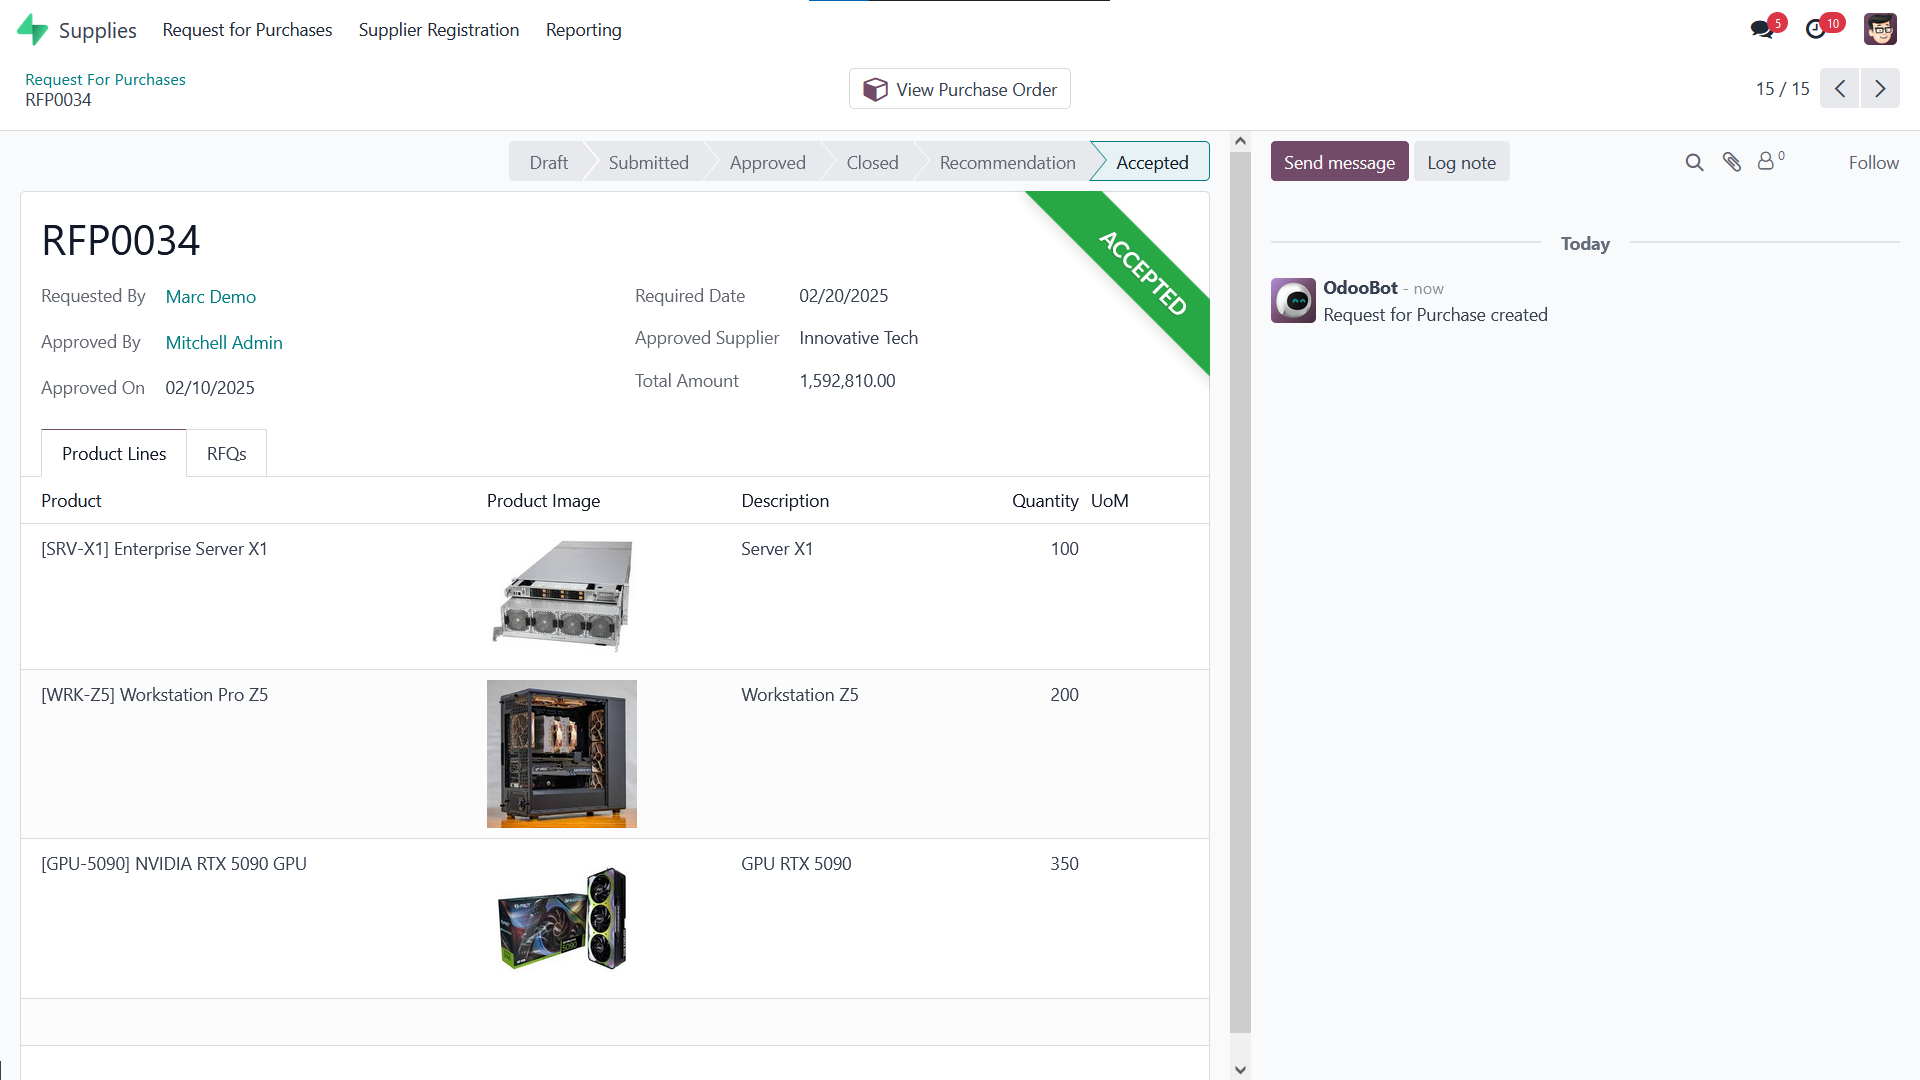 Supplies Request for Purchases Supplier Registration Reporting 5 10
Request For Purchases
RFP0034
View Purchase Order
15 / 15
Draft Submitted Approved Closed Recommendation Accepted
Send message Log note 0 Follow
RFP0034
ACCEPTED
Requested By Marc Demo
Approved By Mitchell Admin
Approved On 02/10/2025
Required Date 02/20/2025
Approved Supplier Innovative Tech
Total Amount 1,592,810.00
Product Lines RFQs
Product Product Image Description Quantity UoM
[SRV-X1] Enterprise Server X1 Server X1 100
[WRK-Z5] Workstation Pro Z5 Workstation Z5 200
[GPU-5090] NVIDIA RTX 5090 GPU GPU RTX 5090 350
5090
Today
OdooBot - now
Request for Purchase created